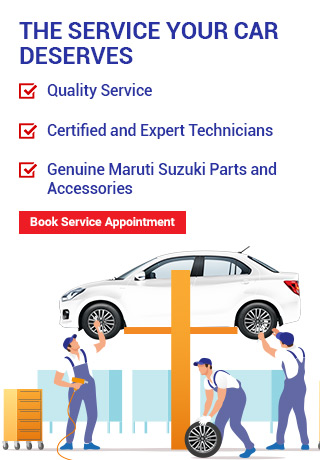 THE SERVICE YOUR CAR
DESERVES
Quality Service
Certified and Expert Technicians
Genuine Maruti Suzuki Parts and
Accessories
Book Service Appointment